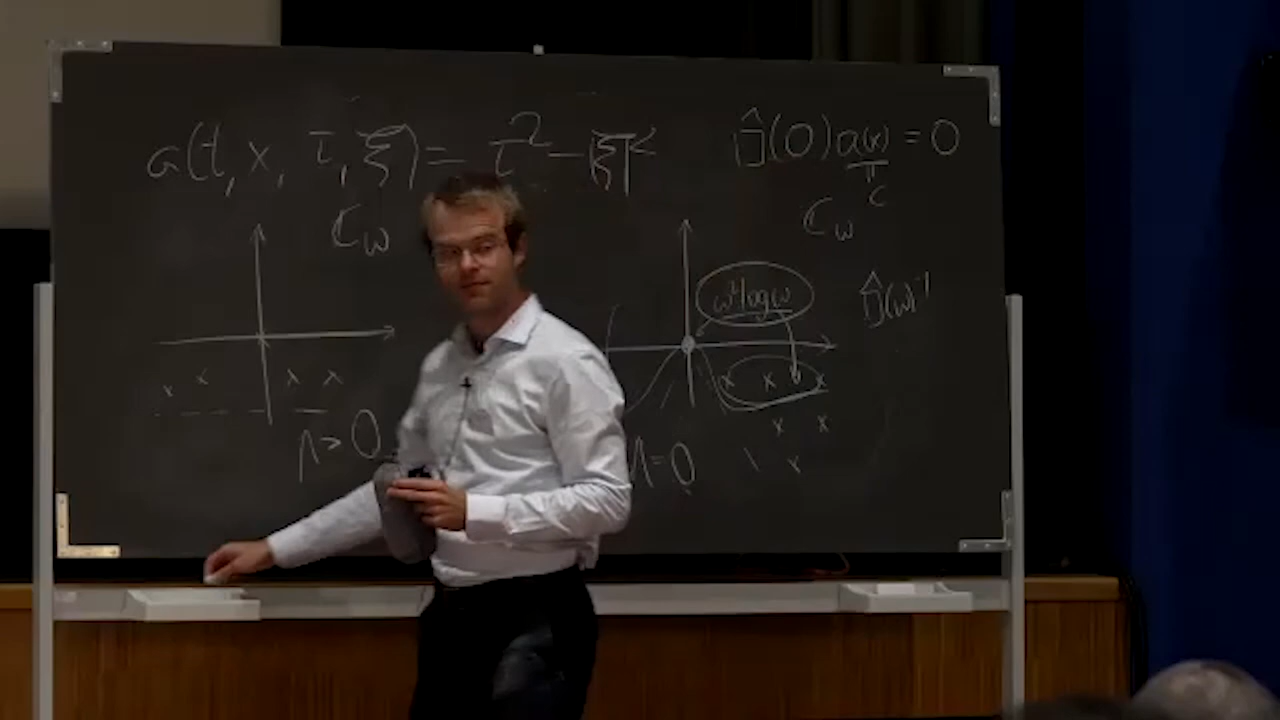 a(t, x, τ, ξ) = τ² − |ξ|²
□̂(0)a(x) = 0
π
c
ℂ_ω
ℂ_ω
ω⁴logω
□̂(ω)⁻¹
x x x x
x x x
x x
Λ>0
Λ=0
\ x